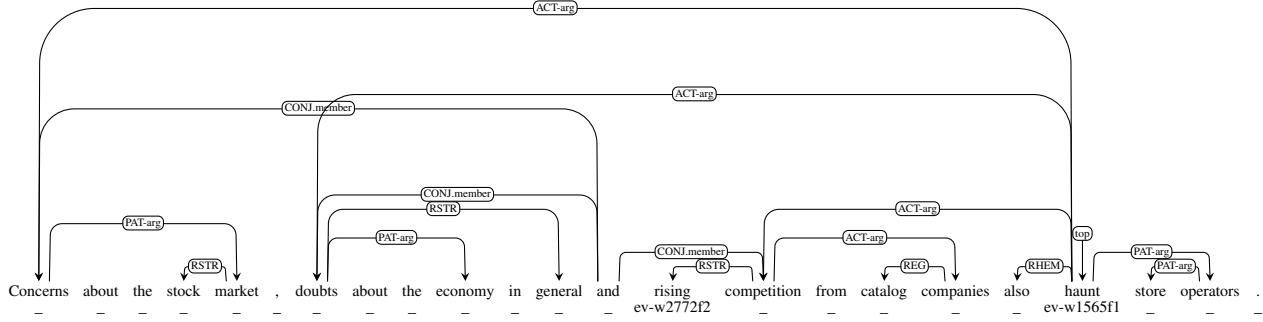 ACT-arg
ACT-arg
CONJ.member
CONJ.member
RSTR
ACT-arg
PAT-arg
top
PAT-arg
ACT-arg
CONJ.member
PAT-arg
RSTR
RSTR
REG
RHEM
PAT-arg
Concerns about the stock market , doubts about the economy in general and rising competition from catalog companies also haunt store operators .
_ _ _ _ _ _ _ _ _ _ _ _ _ ev-w2772f2 _ _ _ _ _ ev-w1565f1 _ _ _